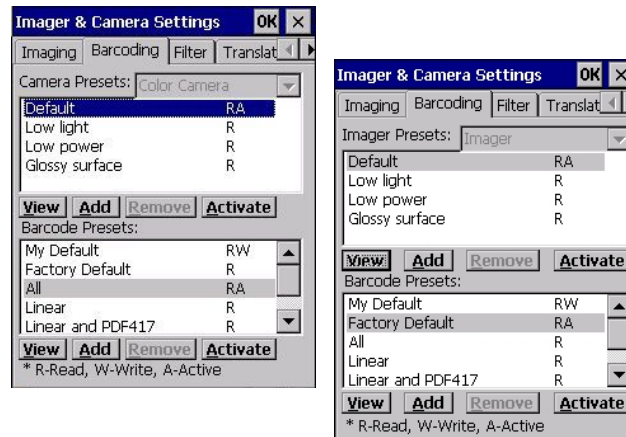 Imager & Camera Settings OK
Imaging Barcoding Filter Translat
Camera Presets: Color Camera
Default RA
Low light R
Low power R
Glossy surface R
View Add Remove Activate
Barcode Presets:
My Default RW
Factory Default R
All RA
Linear R
Linear and PDF417 R
View Add Remove Activate
* R-Read, W-Write, A-Active
Imager & Camera Settings OK
Imaging Barcoding Filter Translat
Imager Presets: Imager
Default RA
Low light R
Low power R
Glossy surface R
View Add Remove Activate
Barcode Presets:
My Default RW
Factory Default RA
All R
Linear R
Linear and PDF417 R
View Add Remove Activate
* R-Read, W-Write, A-Active